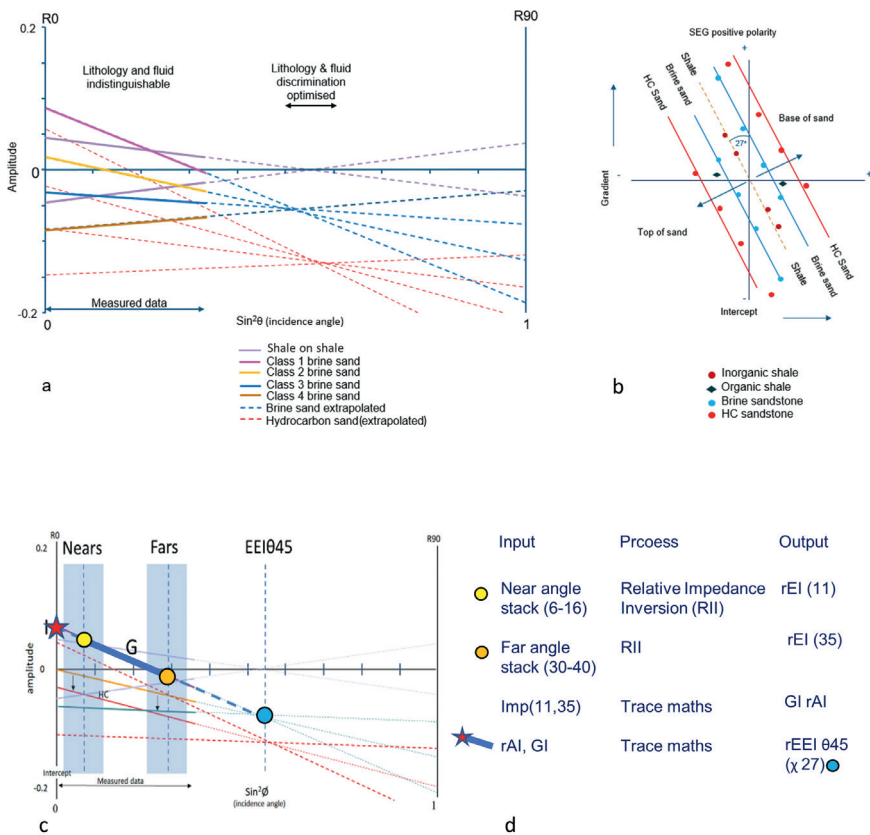 R0
R90
0.2
Lithology and fluid
indistinguishable
Lithology & fluid
discrimination
optimised
Amplitude
0
-0.2
Measured data
0
Sin²θ (incidence angle)
1
Shale on shale
Class 1 brine sand
Class 2 brine sand
Class 3 brine sand
Class 4 brine sand
Brine sand extrapolated
Hydrocarbon sand(extrapolated)
a
SEG positive polarity
+
Shale
Brine sand
HC Sand
Base of sand
27°
Gradient
-
+
Top of sand
Shale
Brine sand
HC Sand
-
Intercept
Inorganic shale
Organic shale
Brine sandstone
HC sandstone
b
R0
R90
0.2
Nears
Fars
EEIθ45
I
G
amplitude
0
HC
Intercept
Measured data
-0.2
0
Sin²Ø
(incidence angle)
1
c
Input
Prcoess
Output
Near angle
stack (6-16)
Relative Impedance
Inversion (RII)
rEI (11)
Far angle
stack (30-40)
RII
rEI (35)
Imp(11,35)
Trace maths
GI rAI
rAI, GI
Trace maths
rEEI θ45
(χ 27)
d